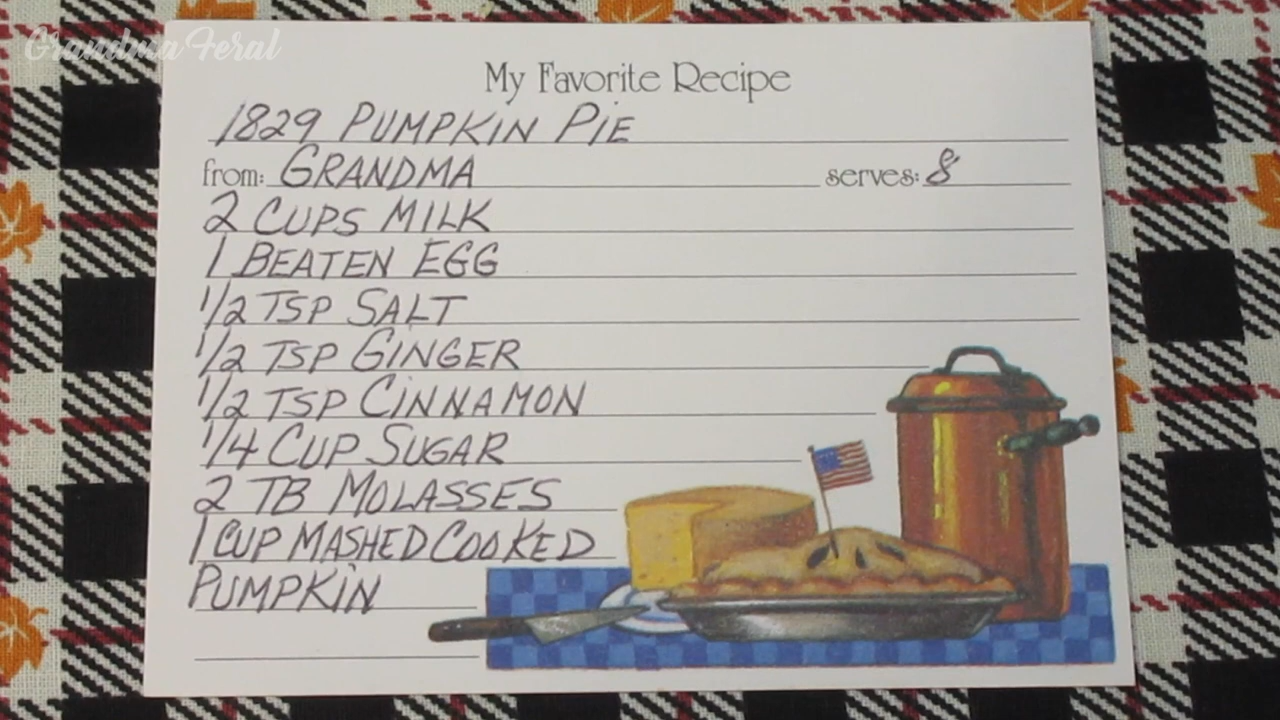 Grandma Feral
My Favorite Recipe
1829 PUMPKIN PIE
from: GRANDMA serves: 8
2 CUPS MILK
1 BEATEN EGG
1/2 TSP SALT
1/2 TSP GINGER
1/2 TSP CINNAMON
1/4 CUP SUGAR
2 TB MOLASSES
1 CUP MASHED COOKED
PUMPKIN